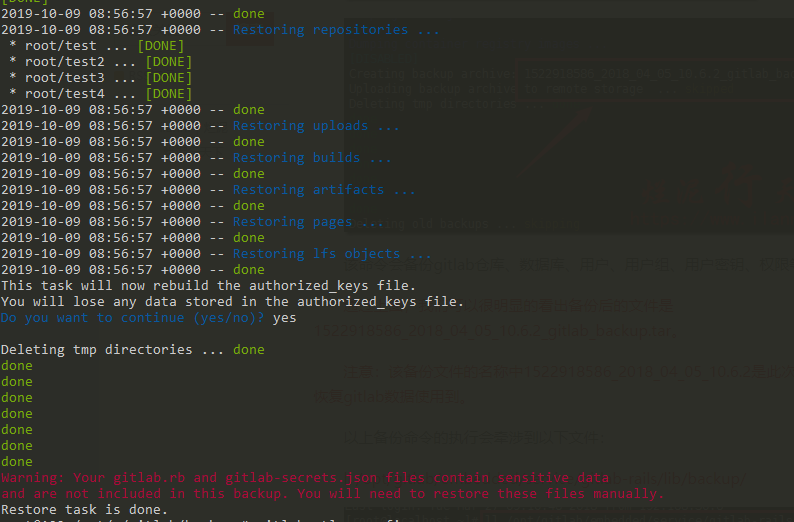 [DONE]
2019-10-09 08:56:57 +0000 -- done
2019-10-09 08:56:57 +0000 -- Restoring repositories ...
* root/test ... [DONE]
* root/test2 ... [DONE]
* root/test3 ... [DONE]
* root/test4 ... [DONE]
2019-10-09 08:56:57 +0000 -- done
2019-10-09 08:56:57 +0000 -- Restoring uploads ...
2019-10-09 08:56:57 +0000 -- done
2019-10-09 08:56:57 +0000 -- Restoring builds ...
2019-10-09 08:56:57 +0000 -- done
2019-10-09 08:56:57 +0000 -- Restoring artifacts ...
2019-10-09 08:56:57 +0000 -- done
2019-10-09 08:56:57 +0000 -- Restoring pages ...
2019-10-09 08:56:57 +0000 -- done
2019-10-09 08:56:57 +0000 -- Restoring lfs objects ...
2019-10-09 08:56:57 +0000 -- done
This task will now rebuild the authorized_keys file.
You will lose any data stored in the authorized_keys file.
Do you want to continue (yes/no)? yes
Deleting tmp directories ... done
done
done
done
done
done
done
done
Warning: Your gitlab.rb and gitlab-secrets.json files contain sensitive data
and are not included in this backup. You will need to restore these files manually.
Restore task is done.